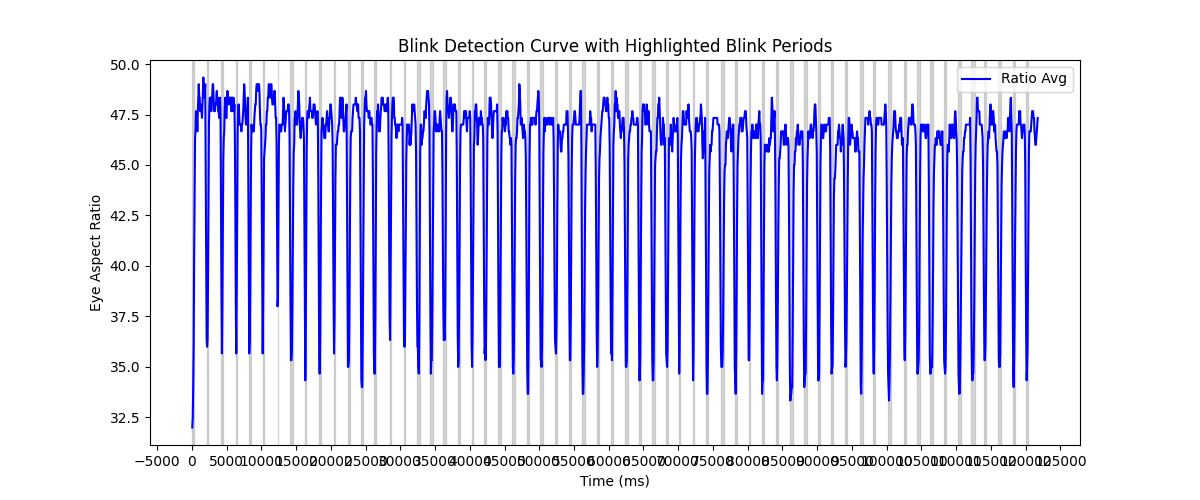 Blink Detection Curve with Highlighted Blink Periods
Ratio Avg
50.0
47.5
45.0
42.5
40.0
37.5
35.0
32.5
Eye Aspect Ratio
−5000 0 5000 10000 15000 20000 25000 30000 35000 40000 45000 50000 55000 60000 65000 70000 75000 80000 85000 90000 95000 100000 105000 110000 115000 120000 125000
Time (ms)